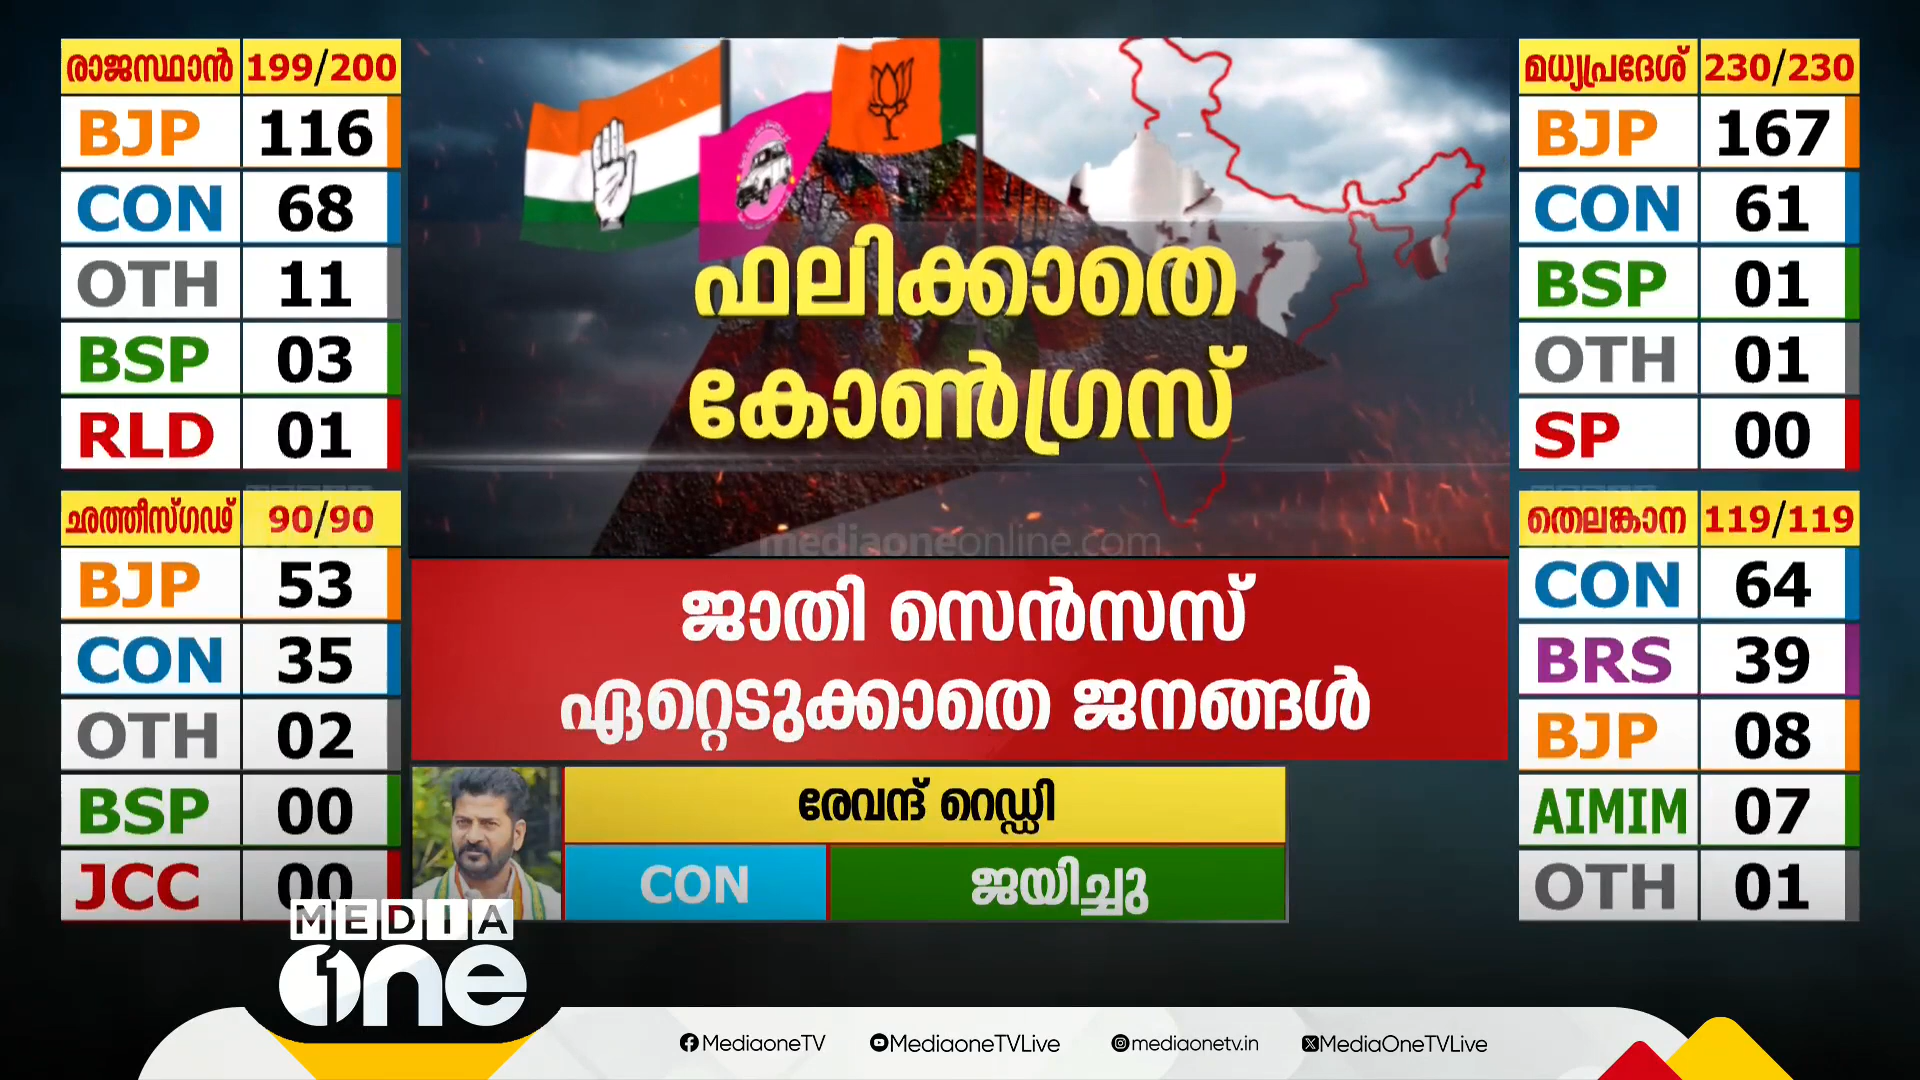 രാജസ്ഥാൻ 199/200
BJP 116
CON 68
OTH 11
BSP 03
RLD 01
ഛത്തീസ്ഗഢ് 90/90
BJP 53
CON 35
OTH 02
BSP 00
JCC 00
ഫലിക്കാതെ
കോൺഗ്രസ്
mediaoneonline.com
ജാതി സെൻസസ്
ഏറ്റെടുക്കാതെ ജനങ്ങൾ
രേവന്ദ് റെഡ്ഡി
CON ജയിച്ചു
മധ്യപ്രദേശ് 230/230
BJP 167
CON 61
BSP 01
OTH 01
SP 00
തെലങ്കാന 119/119
CON 64
BRS 39
BJP 08
AIMIM 07
OTH 01
MEDIA
one
MediaoneTV MediaoneTVLive mediaonetv.in MediaOneTVLive